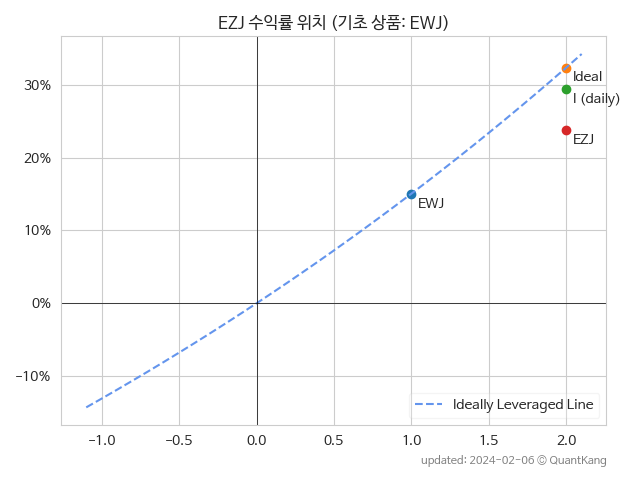 EZJ 수익률 위치 (기초 상품: EWJ)
30%
20%
10%
0%
−10%
Ideal
I (daily)
EZJ
EWJ
Ideally Leveraged Line
−1.0 −0.5 0.0 0.5 1.0 1.5 2.0
updated: 2024-02-06 © QuantKang